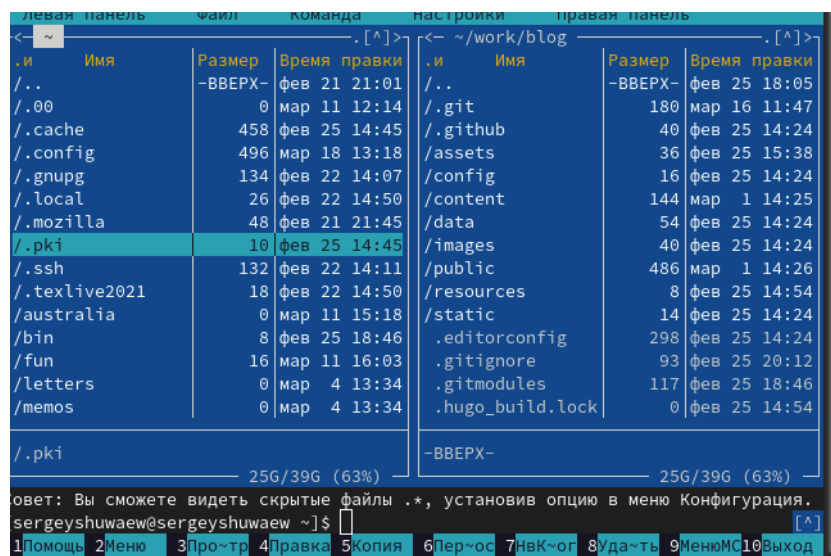 Левая панель Файл Команда Настройки Правая панель
<─ ~ ─.[^]>┐┌<─ ~/work/blog ─.[^]>┐
.и Имя Размер Время правки .и Имя Размер Время правки
/.. -ВВЕРХ- фев 21 21:01 /.. -ВВЕРХ- фев 25 18:05
/.00 0 мар 11 12:14 /.git 180 мар 16 11:47
/.cache 458 фев 25 14:45 /.github 40 фев 25 14:24
/.config 496 мар 18 13:18 /assets 36 фев 25 15:38
/.gnupg 134 фев 22 14:07 /config 16 фев 25 14:24
/.local 26 фев 22 14:50 /content 144 мар 1 14:25
/.mozilla 48 фев 21 21:45 /data 54 фев 25 14:24
/.pki 10 фев 25 14:45 /images 40 фев 25 14:24
/.ssh 132 фев 22 14:11 /public 486 мар 1 14:26
/.texlive2021 18 фев 22 14:50 /resources 8 фев 25 14:54
/australia 0 мар 11 15:18 /static 14 фев 25 14:24
/bin 8 фев 25 18:46 .editorconfig 298 фев 25 14:24
/fun 16 мар 11 16:03 .gitignore 93 фев 25 20:12
/letters 0 мар 4 13:34 .gitmodules 117 фев 25 18:46
/memos 0 мар 4 13:34 .hugo_build.lock 0 фев 25 14:54
/.pki -ВВЕРХ-
25G/39G (63%) 25G/39G (63%)
Совет: Вы сможете видеть скрытые файлы .*, установив опцию в меню Конфигурация.
[sergeyshuwaew@sergeyshuwaew ~]$ [^]
1Помощь 2Меню 3Про~тр 4Правка 5Копия 6Пер~ос 7НвК~ог 8Уда~ть 9МенюMC 10Выход